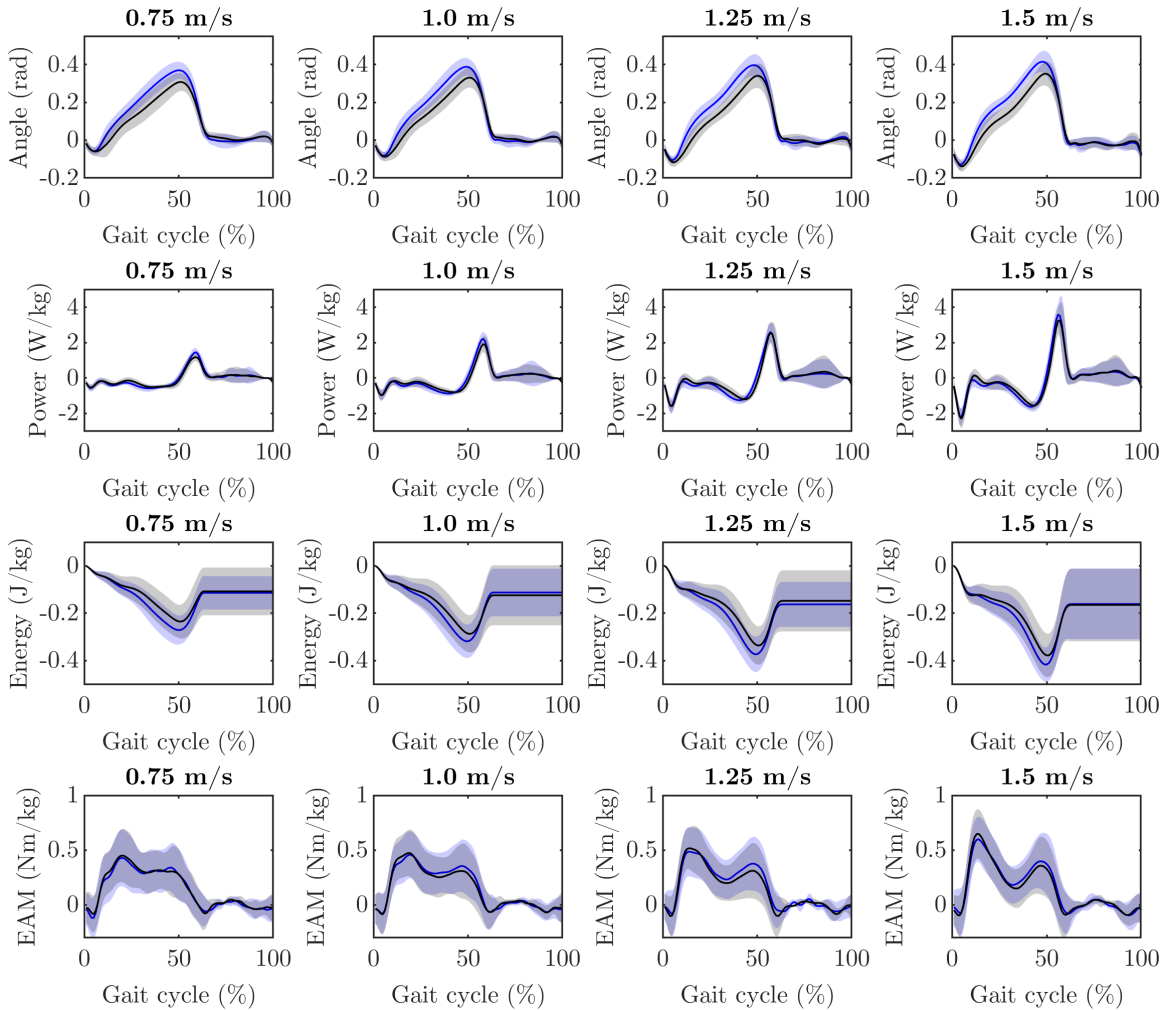 0.75 m/s 1.0 m/s 1.25 m/s 1.5 m/s
Angle (rad) Angle (rad) Angle (rad) Angle (rad)
0.4 0.4 0.4 0.4
0.2 0.2 0.2 0.2
0 0 0 0
-0.2 -0.2 -0.2 -0.2
0 50 100 0 50 100 0 50 100 0 50 100
Gait cycle (%) Gait cycle (%) Gait cycle (%) Gait cycle (%)
0.75 m/s 1.0 m/s 1.25 m/s 1.5 m/s
Power (W/kg) Power (W/kg) Power (W/kg) Power (W/kg)
4 4 4 4
2 2 2 2
0 0 0 0
-2 -2 -2 -2
0 50 100 0 50 100 0 50 100 0 50 100
Gait cycle (%) Gait cycle (%) Gait cycle (%) Gait cycle (%)
0.75 m/s 1.0 m/s 1.25 m/s 1.5 m/s
Energy (J/kg) Energy (J/kg) Energy (J/kg) Energy (J/kg)
0 0 0 0
-0.2 -0.2 -0.2 -0.2
-0.4 -0.4 -0.4 -0.4
0 50 100 0 50 100 0 50 100 0 50 100
Gait cycle (%) Gait cycle (%) Gait cycle (%) Gait cycle (%)
0.75 m/s 1.0 m/s 1.25 m/s 1.5 m/s
EAM (Nm/kg) EAM (Nm/kg) EAM (Nm/kg) EAM (Nm/kg)
1 1 1 1
0.5 0.5 0.5 0.5
0 0 0 0
0 50 100 0 50 100 0 50 100 0 50 100
Gait cycle (%) Gait cycle (%) Gait cycle (%) Gait cycle (%)